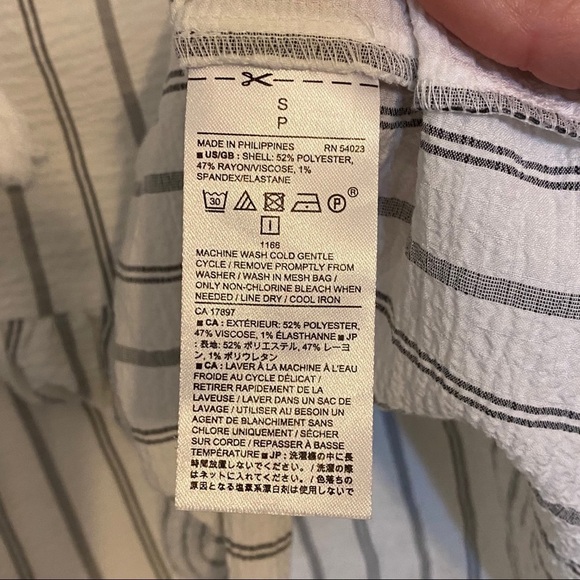 S
P
MADE IN PHILIPPINES RN 54023
■ US/GB : SHELL: 52% POLYESTER,
47% RAYON/VISCOSE, 1%
SPANDEX/ELASTANE
30 P ®
I
1166
MACHINE WASH COLD GENTLE
CYCLE / REMOVE PROMPTLY FROM
WASHER / WASH IN MESH BAG /
ONLY NON-CHLORINE BLEACH WHEN
NEEDED / LINE DRY / COOL IRON
CA 17897
■ CA : EXTÉRIEUR: 52% POLYESTER,
47% VISCOSE, 1% ÉLASTHANNE ■ JP
: 表地: 52% ポリエステル, 47% レーヨ
ン, 1% ポリウレタン
■ CA : LAVER À LA MACHINE À L'EAU
FROIDE AU CYCLE DÉLICAT /
RETIRER RAPIDEMENT DE LA
LAVEUSE / LAVER DANS UN SAC DE
LAVAGE / UTILISER AU BESOIN UN
AGENT DE BLANCHIMENT SANS
CHLORE UNIQUEMENT / SÉCHER
SUR CORDE / REPASSER À BASSE
TEMPÉRATURE ■ JP : 洗濯機の中に長
時間放置しないでください。 / 洗濯の際
はネットに入れてください。 / 色落ちの
原因となる塩素系漂白剤は使用しないで